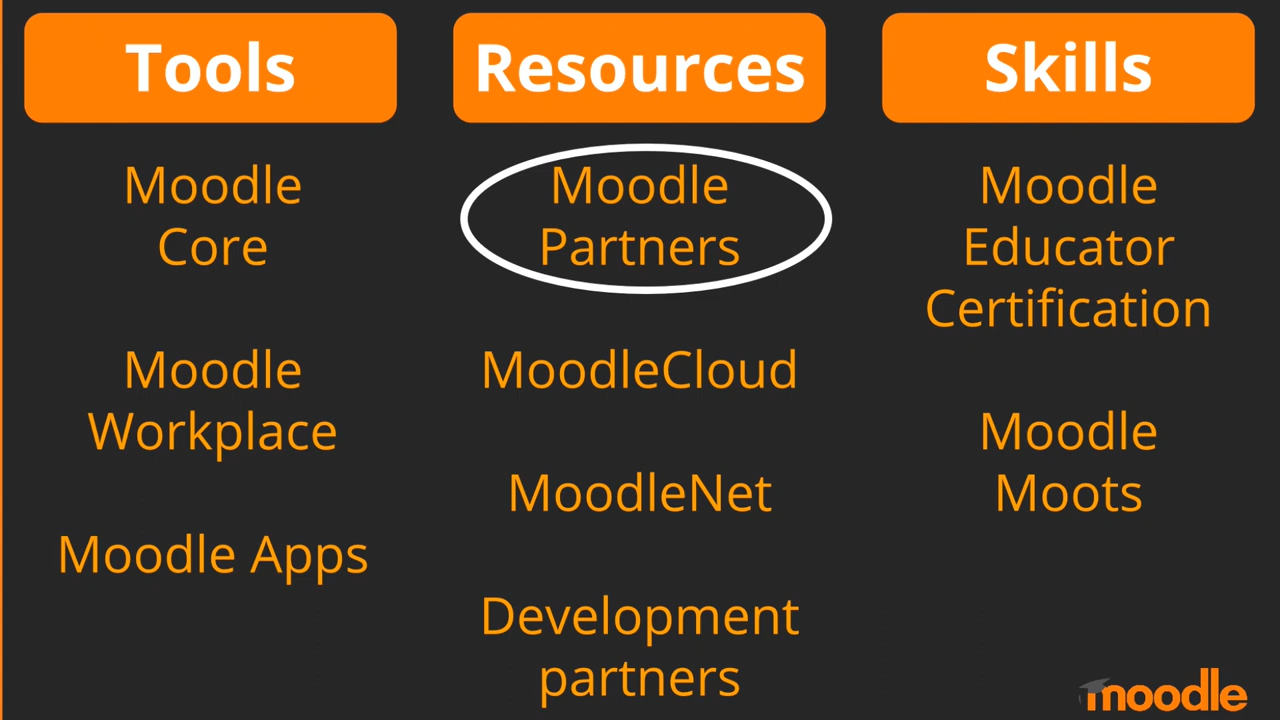 Tools
Moodle
Core
Moodle
Workplace
Moodle Apps
Resources
Moodle
Partners
MoodleCloud
MoodleNet
Development
partners
Skills
Moodle
Educator
Certification
Moodle
Moots
moodle